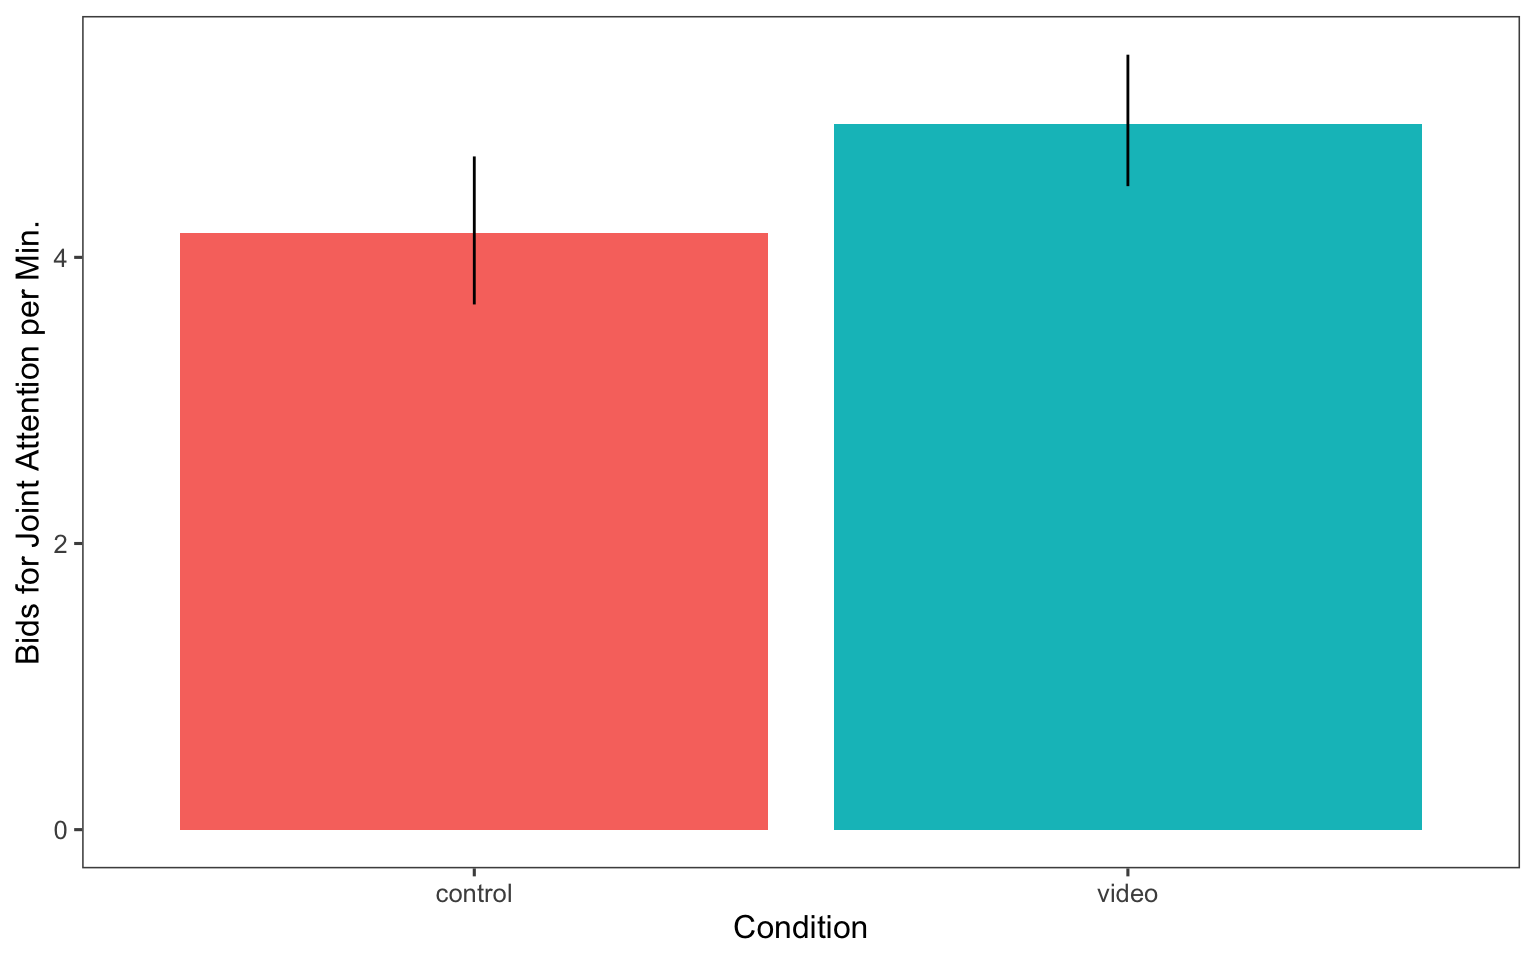 Bids for Joint Attention per Min.
4
2
0
control
video
Condition